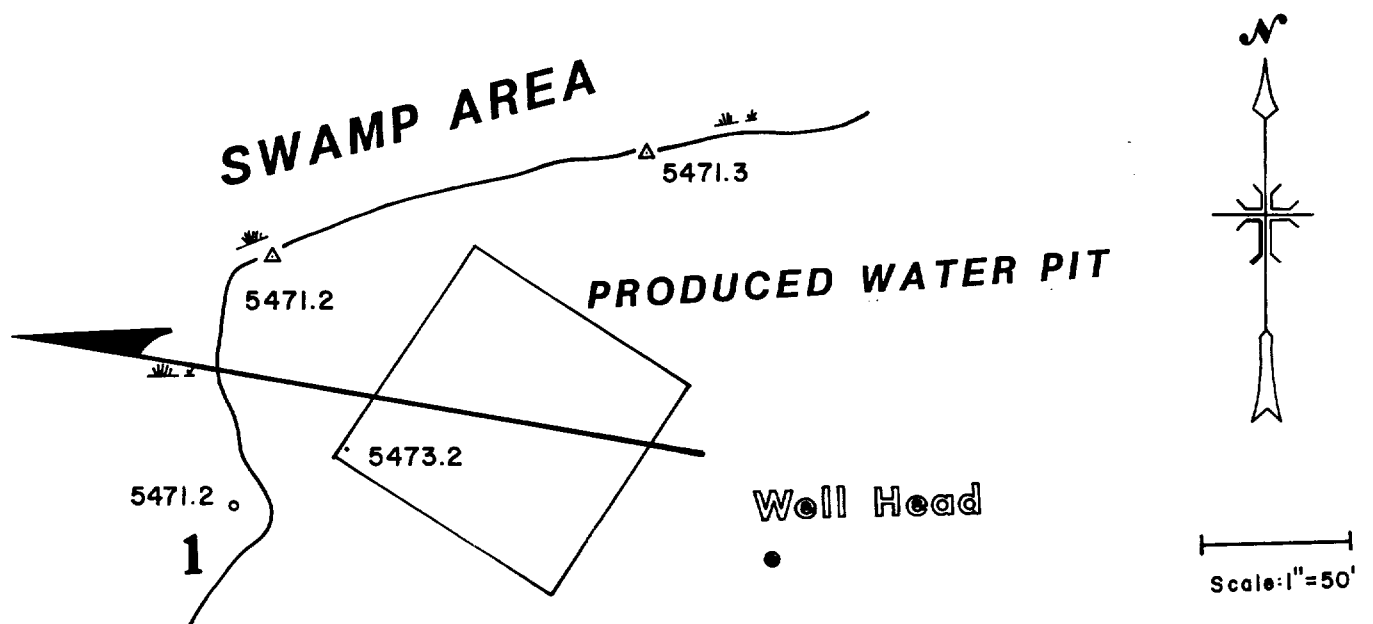 N
SWAMP AREA
5471.3
5471.2
PRODUCED WATER PIT
5473.2
5471.2
1
Well Head
Scale:1"=50'